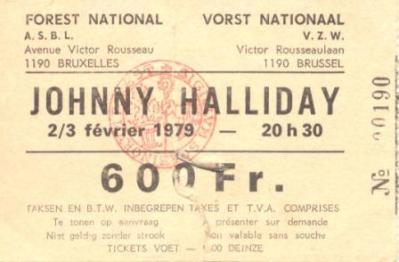 FOREST NATIONAL VORST NATIONAAL
A.S.B.L. V.Z.W.
Avenue Victor Rousseau Victor Rousseaulaan
1190 BRUXELLES 1190 BRUSSEL
JOHNNY HALLIDAY
2/3 février 1979 — 20 h 30
600 Fr.
TAKSEN EN B.T.W. INBEGREPEN TAXES ET T.V.A. COMPRISES
Te tonen op aanvraag présenter sur demande
Niet geldig zonder strook Non valable sans souche
TICKETS VOET — DEINZE
Nº 00190